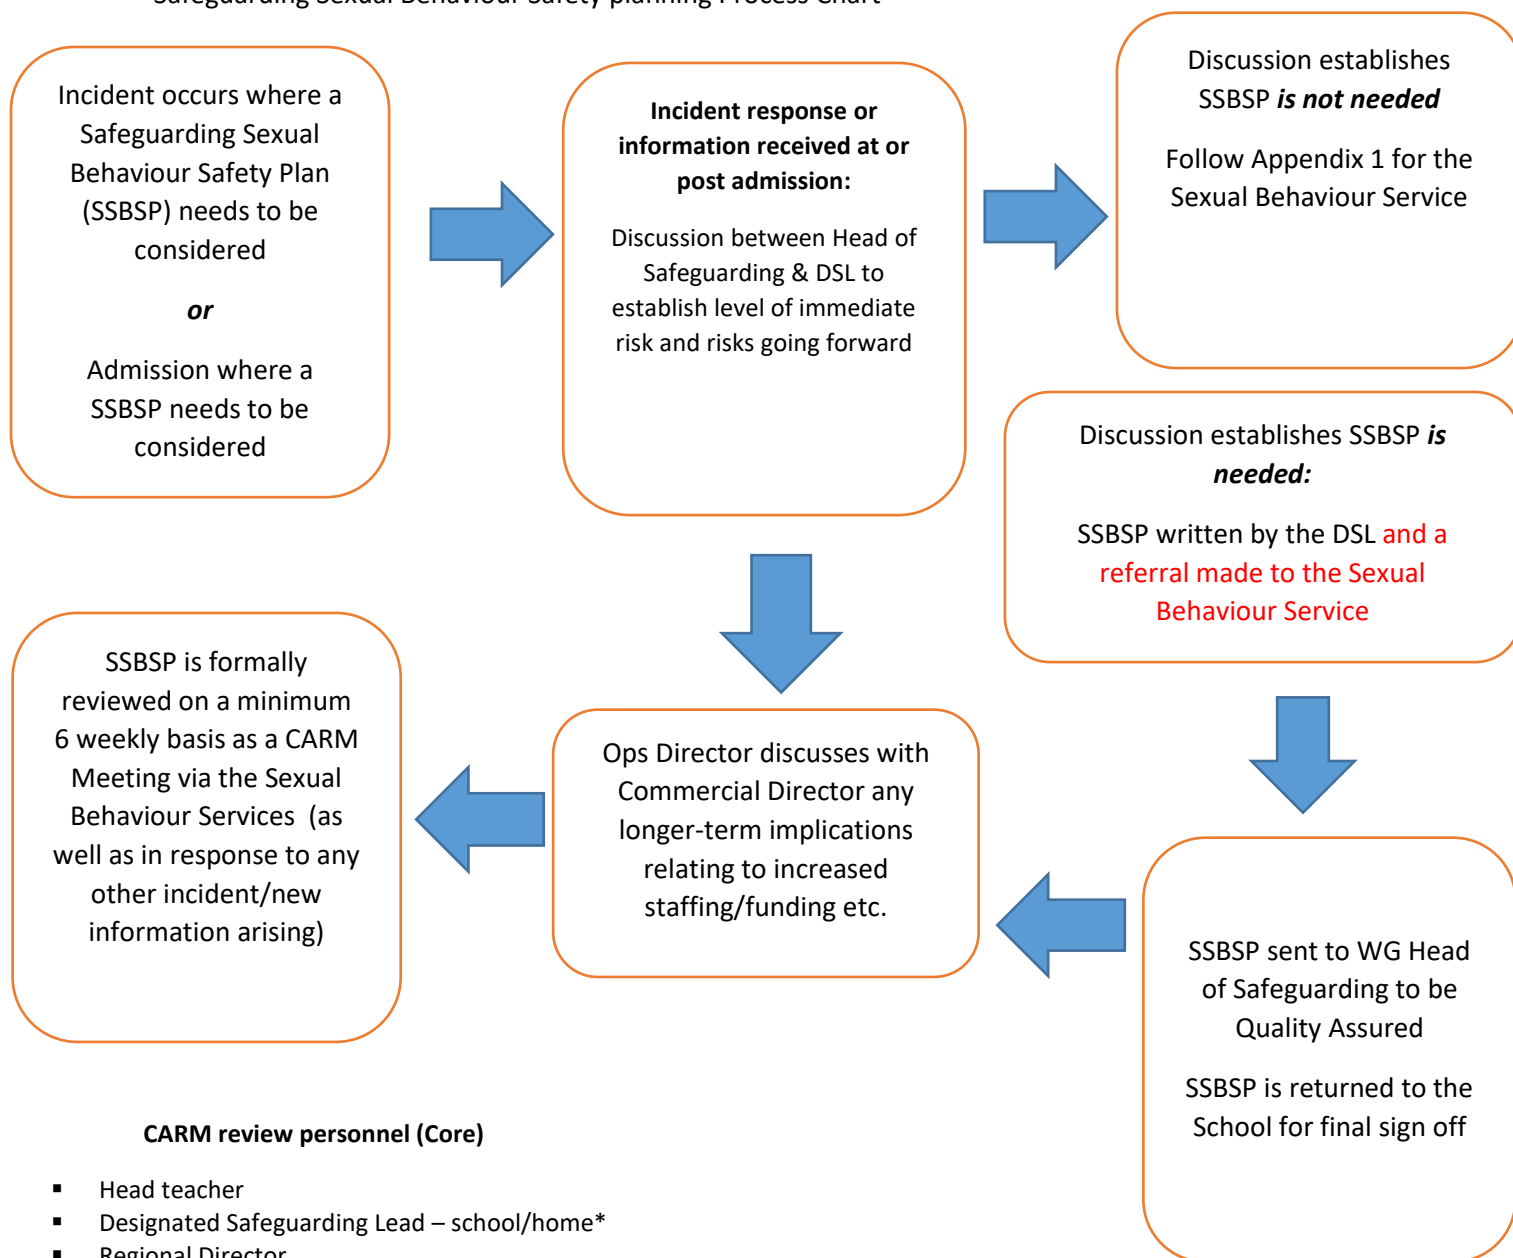 Safeguarding Sexual Behaviour Safety planning Process Chart
Incident occurs where a
Safeguarding Sexual
Behaviour Safety Plan
(SSBSP) needs to be
considered
or
Admission where a
SSBSP needs to be
considered
Incident response or
information received at or
post admission:
Discussion between Head of
Safeguarding & DSL to
establish level of immediate
risk and risks going forward
Discussion establishes
SSBSP is not needed
Follow Appendix 1 for the
Sexual Behaviour Service
Discussion establishes SSBSP is
needed:
SSBSP written by the DSL and a
referral made to the Sexual
Behaviour Service
SSBSP sent to WG Head
of Safeguarding to be
Quality Assured
SSBSP is returned to the
School for final sign off
Ops Director discusses with
Commercial Director any
longer-term implications
relating to increased
staffing/funding etc.
SSBSP is formally
reviewed on a minimum
6 weekly basis as a CARM
Meeting via the Sexual
Behaviour Services (as
well as in response to any
other incident/new
information arising)
CARM review personnel (Core)
▪ Head teacher
▪ Designated Safeguarding Lead – school/home*
▪ Regional Director